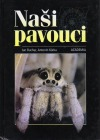 Naši
pavouci
Jan Buchar, Antonín Kůrka
ACADEMIA